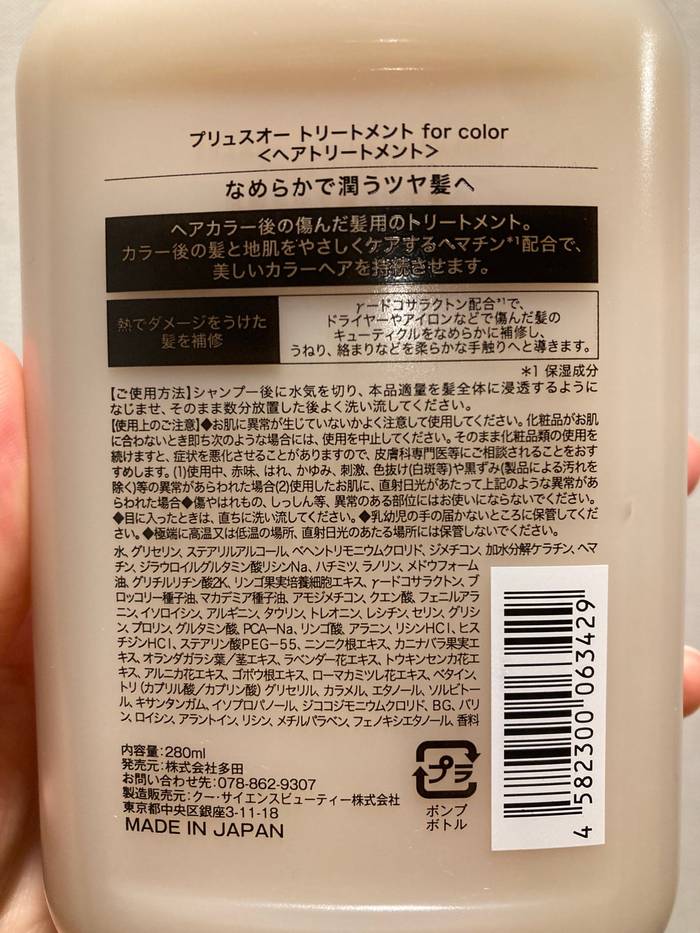 プリュスオー トリートメント for color
<ヘアトリートメント>
なめらかで潤うツヤ髪へ
ヘアカラー後の傷んだ髪用のトリートメント。
カラー後の髪と地肌をやさしくケアするヘマチン*1配合で、
美しいカラーヘアを持続させます。
熱でダメージをうけた
髪を補修
γードコサラクトン配合*1で、
ドライヤーやアイロンなどで傷んだ髪の
キューティクルをなめらかに補修し、
うねり、絡まりなどを柔らかな手触りへと導きます。
*1 保湿成分
【ご使用方法】シャンプー後に水気を切り、本品適量を髪全体に浸透するように
なじませ、そのまま数分放置した後よく洗い流してください。
【使用上のご注意】◆お肌に異常が生じていないかよく注意して使用してください。化粧品がお肌
に合わないとき即ち次のような場合には、使用を中止してください。そのまま化粧品類の使用を
続けますと、症状を悪化させることがありますので、皮膚科専門医等にご相談されることをおす
すめします。(1)使用中、赤味、はれ、かゆみ、刺激、色抜け(白斑等)や黒ずみ(製品による汚れを
除く)等の異常があらわれた場合(2)使用したお肌に、直射日光があたって上記のような異常があ
らわれた場合◆傷やはれもの、しっしん等、異常のある部位にはお使いにならないでください。
◆目に入ったときは、直ちに洗い流してください。◆乳幼児の手の届かないところに保管してくだ
さい。◆極端に高温又は低温の場所、直射日光のあたる場所には保管しないでください。
水、グリセリン、ステアリルアルコール、ベヘントリモニウムクロリド、ジメチコン、加水分解ケラチン、ヘマ
チン、ジラウロイルグルタミン酸リシンNa、ハチミツ、ラノリン、メドウフォーム
油、グリチルリチン酸2K、リンゴ果実培養細胞エキス、γードコサラクトン、ブ
ロッコリー種子油、マカデミア種子油、アモジメチコン、クエン酸、フェニルアラ
ニン、イソロイシン、アルギニン、タウリン、トレオニン、レシチン、セリン、グリシ
ン、プロリン、グルタミン酸、PCAーNa、リンゴ酸、アラニン、リシンHCl、ヒス
チジンHCl、ステアリン酸PEG-55、ニンニク根エキス、カニナバラ果実エ
キス、オランダガラシ葉/茎エキス、ラベンダー花エキス、トウキンセンカ花エ
キス、アルニカ花エキス、ゴボウ根エキス、ローマカミツレ花エキス、ベタイン、
トリ(カプリル酸/カプリン酸)グリセリル、カラメル、エタノール、ソルビトー
ル、キサンタンガム、イソプロパノール、ジココジモニウムクロリド、BG、バリ
ン、ロイシン、アラントイン、リシン、メチルパラベン、フェノキシエタノール、香料
内容量:280ml
発売元:株式会社多田
お問い合わせ先:078-862-9307
製造販売元:クー・サイエンスビューティー株式会社
東京都中央区銀座3-11-18
MADE IN JAPAN
プラ
ポンプ
ボトル
4 582300 063429